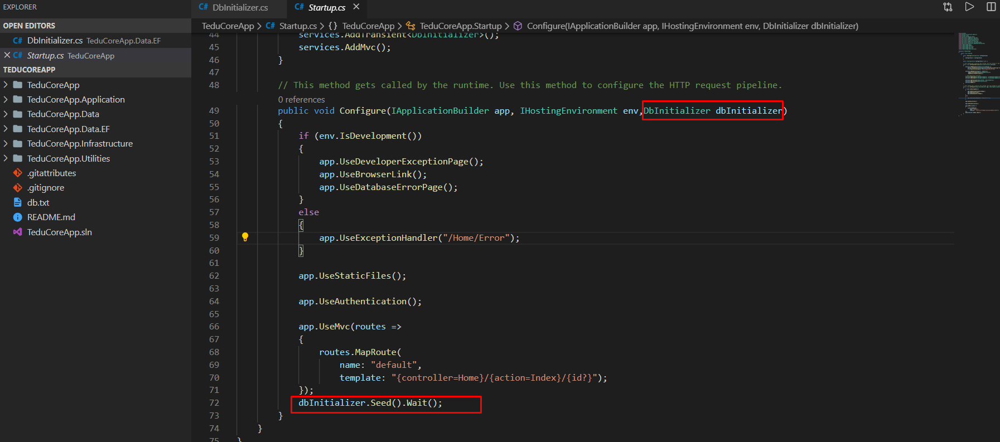 EXPLORER
OPEN EDITORS
C# DbInitializer.cs TeduCoreApp.Data.EF
C# Startup.cs TeduCoreApp
TEDUCOREAPP
TeduCoreApp
TeduCoreApp.Application
TeduCoreApp.Data
TeduCoreApp.Data.EF
TeduCoreApp.Infrastructure
TeduCoreApp.Utilities
.gitattributes
.gitignore
db.txt
README.md
TeduCoreApp.sln
C# DbInitializer.cs C# Startup.cs
TeduCoreApp > C# Startup.cs > {} TeduCoreApp > TeduCoreApp.Startup > Configure(IApplicationBuilder app, IHostingEnvironment env, DbInitializer dbInitializer)
44 services.AddTransient<DbInitializer>();
45 services.AddMvc();
46 }
47
48 // This method gets called by the runtime. Use this method to configure the HTTP request pipeline.
0 references
49 public void Configure(IApplicationBuilder app, IHostingEnvironment env,DbInitializer dbInitializer)
50 {
51 if (env.IsDevelopment())
52 {
53 app.UseDeveloperExceptionPage();
54 app.UseBrowserLink();
55 app.UseDatabaseErrorPage();
56 }
57 else
58 {
59 app.UseExceptionHandler("/Home/Error");
60 }
61
62 app.UseStaticFiles();
63
64 app.UseAuthentication();
65
66 app.UseMvc(routes =>
67 {
68 routes.MapRoute(
69 name: "default",
70 template: "{controller=Home}/{action=Index}/{id?}");
71 });
72 dbInitializer.Seed().Wait();
73 }
74 }
75 }